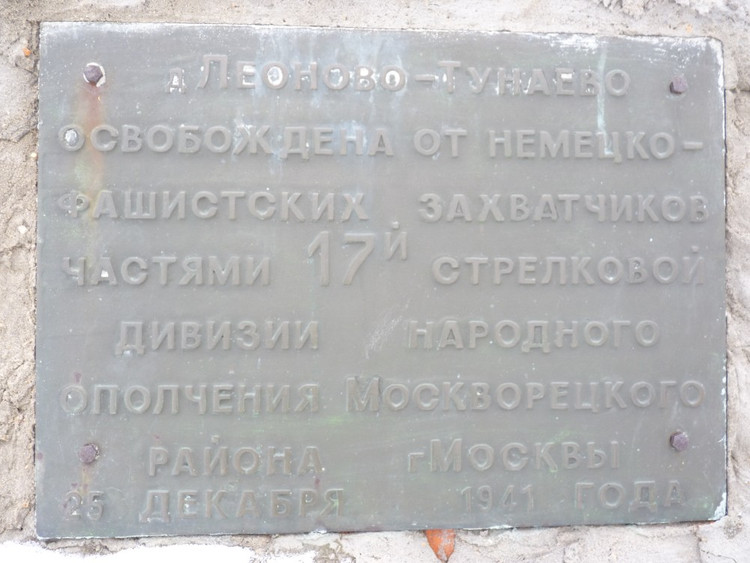 д Леоново-Тунаево
освобождена от немецко-
фашистских захватчиков
частями 17й стрелковой
дивизии народного
ополчения Москворецкого
района г Москвы
25 декабря 1941 года